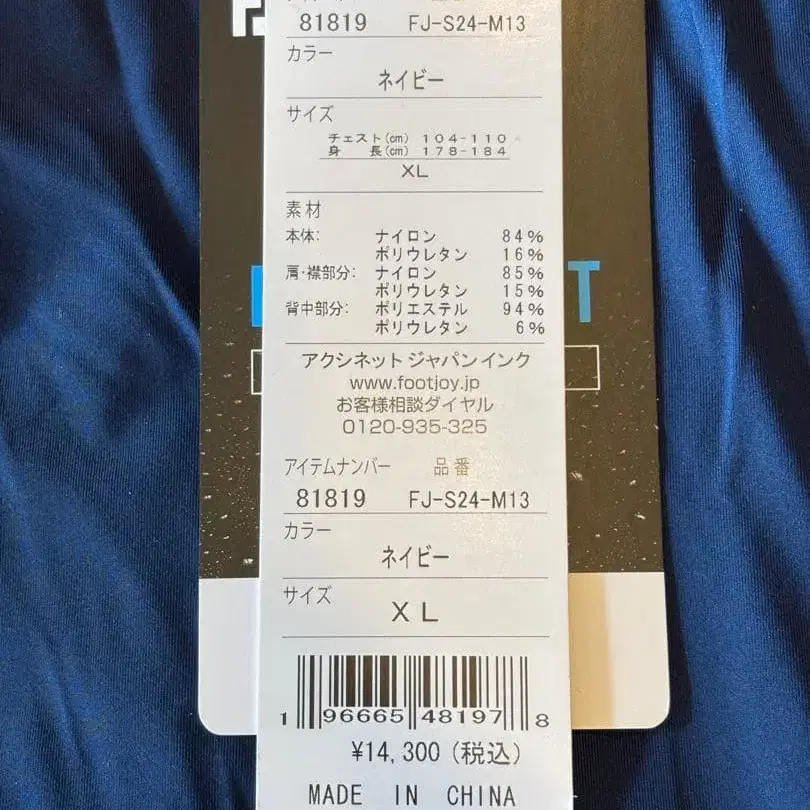 81819 FJ-S24-M13
カラー
ネイビー
サイズ
チェスト(cm) 104-110
身 長(cm) 178-184
XL
素材
本体: ナイロン 84%
ポリウレタン 16%
肩・襟部分: ナイロン 85%
ポリウレタン 15%
背中部分: ポリエステル 94%
ポリウレタン 6%
T
アクシネット ジャパン インク
www.footjoy.jp
お客様相談ダイヤル
0120-935-325
アイテムナンバー 品番
81819 FJ-S24-M13
カラー
ネイビー
サイズ
XL
1 96665 48197 8
¥14,300(税込)
MADE IN CHINA